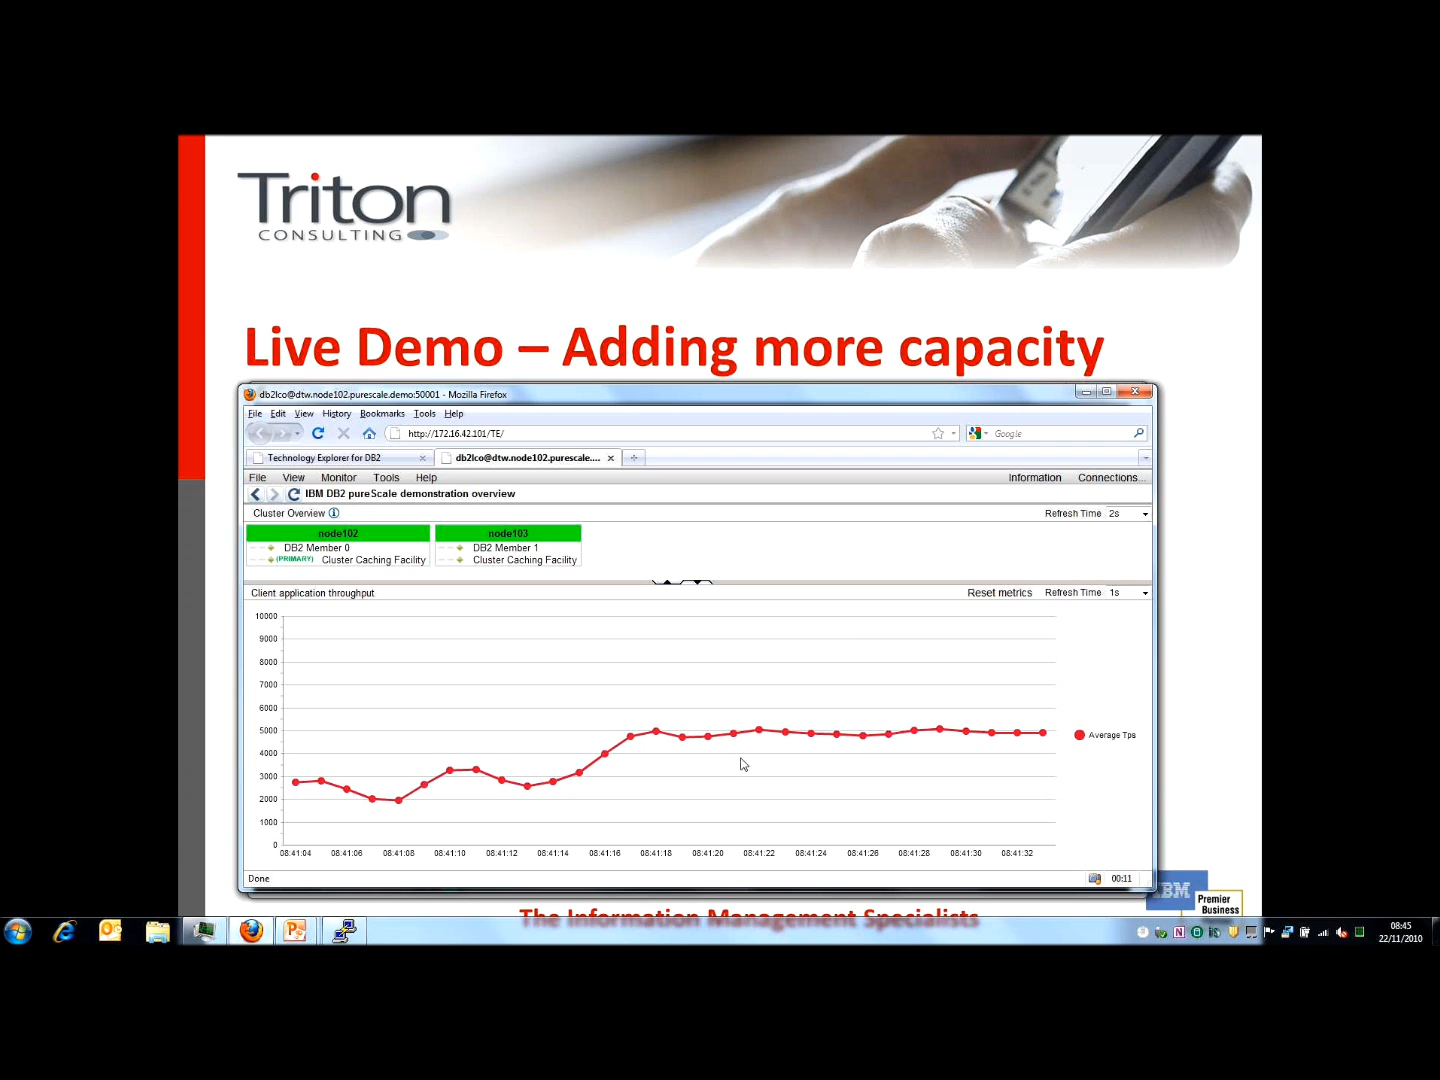 Triton
CONSULTING
Live Demo – Adding more capacity
db2lco@dtw.node102.purescale.demo:50001 - Mozilla Firefox
File Edit View History Bookmarks Tools Help
http://172.16.42.101/TE/
Google
Technology Explorer for DB2
db2lco@dtw.node102.purescale....
File View Monitor Tools Help Information Connections...
IBM DB2 pureScale demonstration overview
Cluster Overview Refresh Time 2s
node102 node103
DB2 Member 0 DB2 Member 1
(PRIMARY) Cluster Caching Facility Cluster Caching Facility
Client application throughput Reset metrics Refresh Time 1s
10000
9000
8000
7000
6000
5000
4000
3000
2000
1000
0
Average Tps
08:41:04 08:41:06 08:41:08 08:41:10 08:41:12 08:41:14 08:41:16 08:41:18 08:41:20 08:41:22 08:41:24 08:41:26 08:41:28 08:41:30 08:41:32
Done 00:11
IBM
Premier
Business
The Information Management Specialists
08:45
22/11/2010